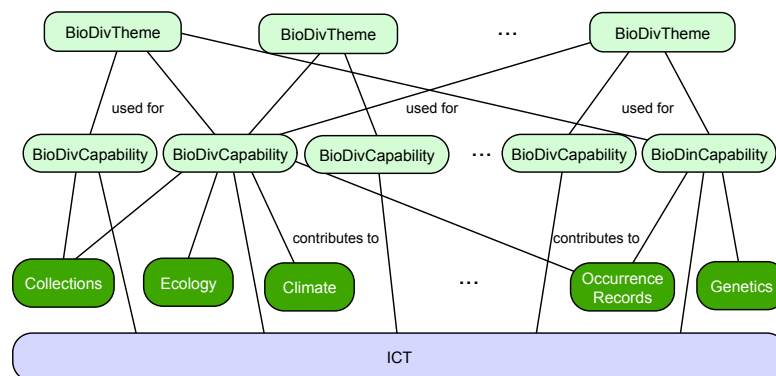 BioDivTheme
BioDivTheme
...
BioDivTheme
used for
used for
used for
BioDivCapability
BioDivCapability
BioDivCapability
...
BioDivCapability
BioDinCapability
contributes to
contributes to
Collections
Ecology
Climate
...
Occurrence
Records
Genetics
ICT